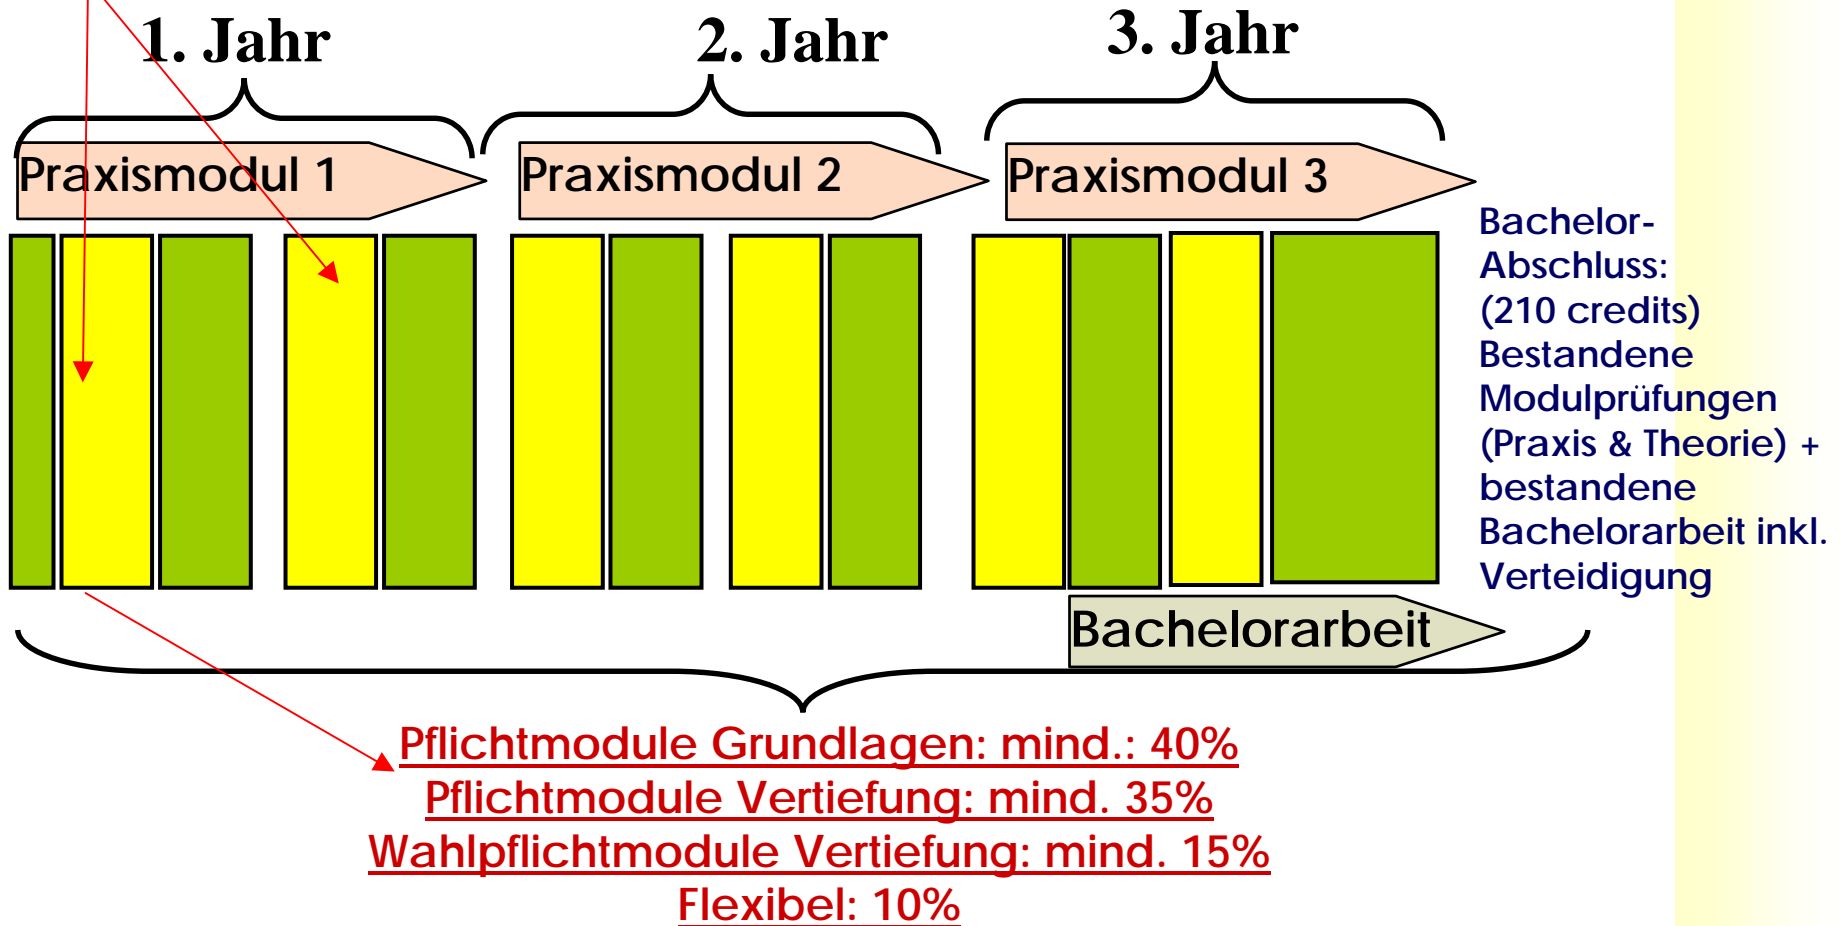 1. Jahr
2. Jahr
3. Jahr
Praxismodul 1
Praxismodul 2
Praxismodul 3
Bachelor-
Abschluss:
(210 credits)
Bestandene
Modulprüfungen
(Praxis & Theorie) +
bestandene
Bachelorarbeit inkl.
Verteidigung
Bachelorarbeit
Pflichtmodule Grundlagen: mind.: 40%
Pflichtmodule Vertiefung: mind. 35%
Wahlpflichtmodule Vertiefung: mind. 15%
Flexibel: 10%